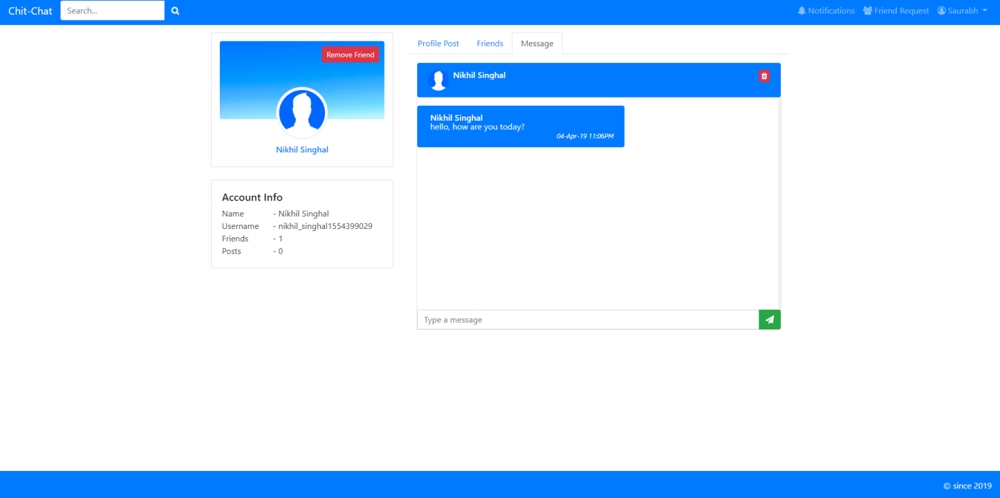 Chit-Chat Search... Notifications Friend Request Saurabh
Remove Friend
Nikhil Singhal
Account Info
Name - Nikhil Singhal
Username - nikhil_singhal1554399029
Friends - 1
Posts - 0
Profile Post Friends Message
Nikhil Singhal
Nikhil Singhal
hello, how are you today?
04-Apr-19 11:06PM
Type a message
© since 2019